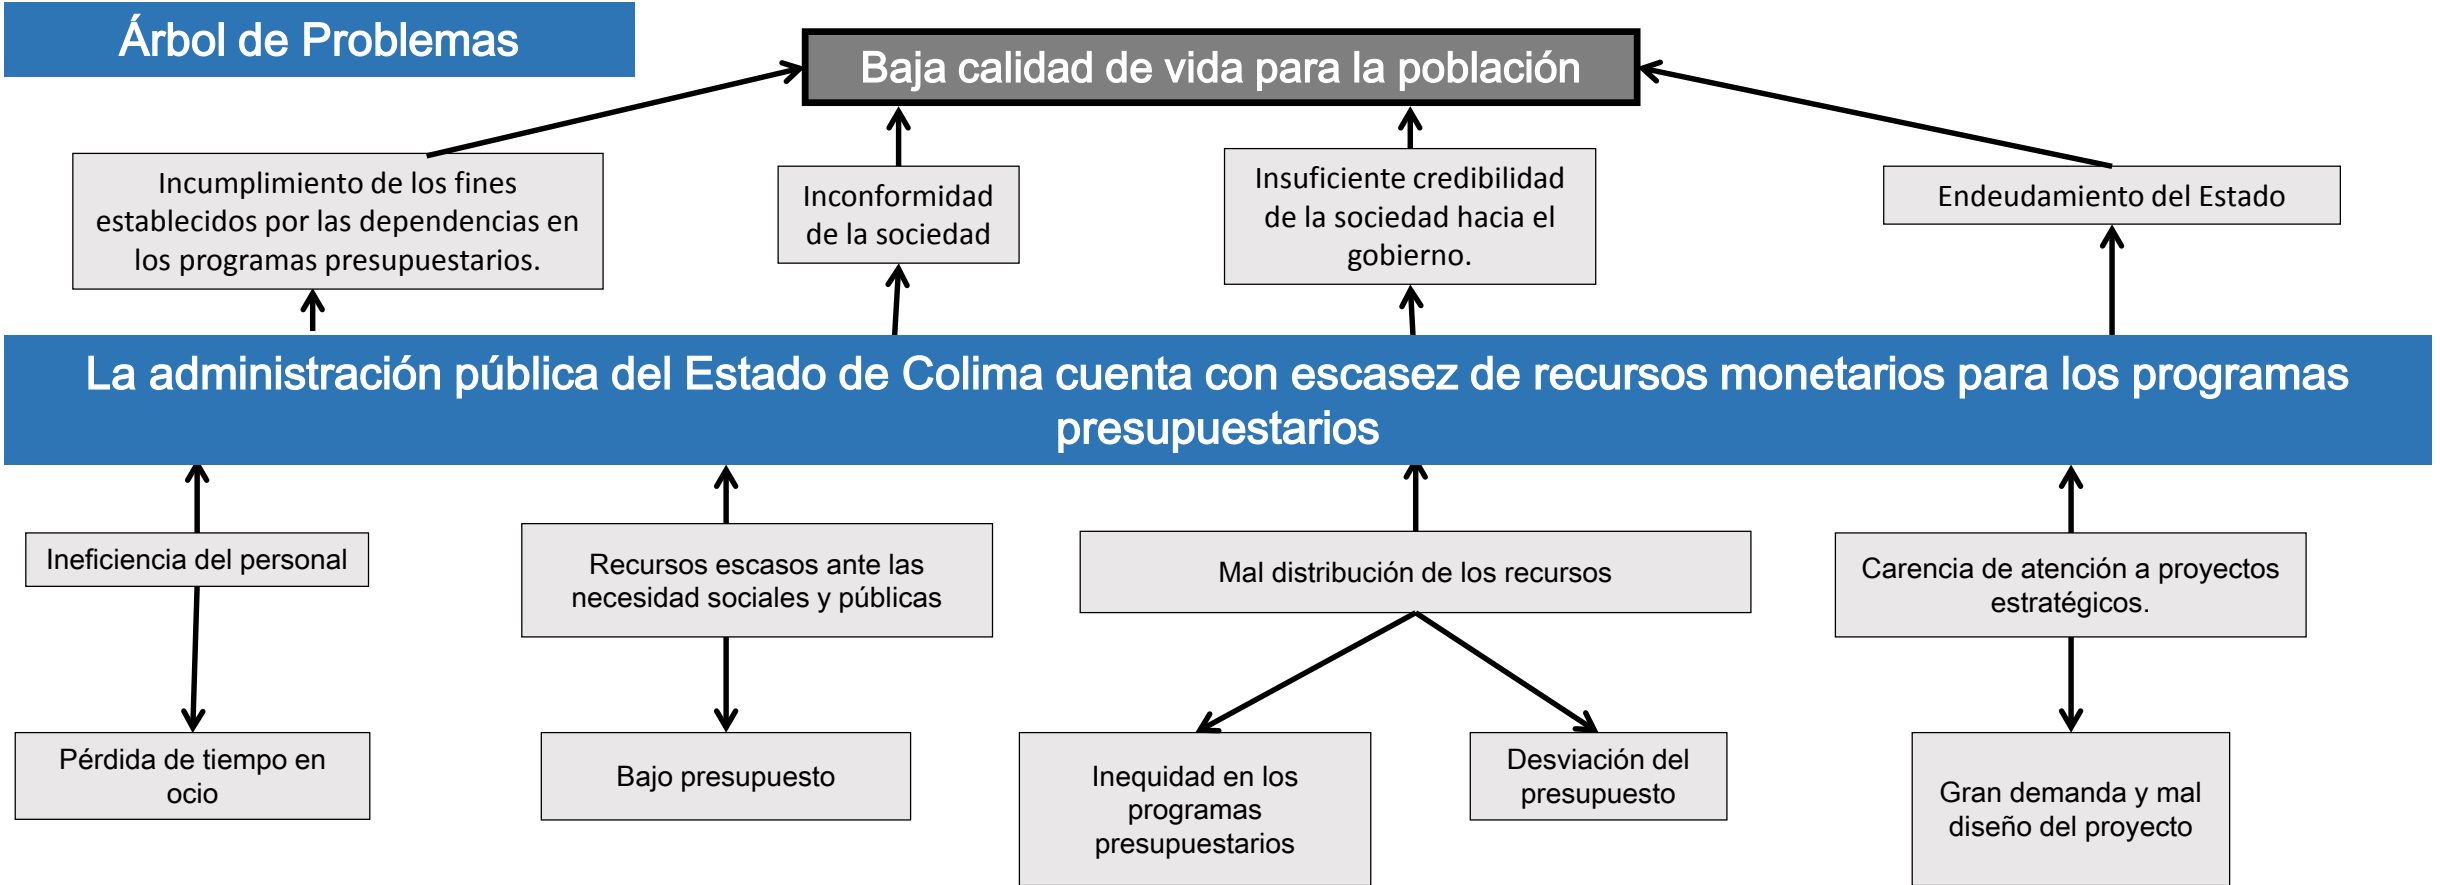 Árbol de Problemas
Baja calidad de vida para la población
Incumplimiento de los fines
establecidos por las dependencias en
los programas presupuestarios.
Inconformidad
de la sociedad
Insuficiente credibilidad
de la sociedad hacia el
gobierno.
Endeudamiento del Estado
La administración pública del Estado de Colima cuenta con escasez de recursos monetarios para los programas
presupuestarios
Ineficiencia del personal
Recursos escasos ante las
necesidad sociales y públicas
Mal distribución de los recursos
Carencia de atención a proyectos
estratégicos.
Pérdida de tiempo en
ocio
Bajo presupuesto
Inequidad en los
programas
presupuestarios
Desviación del
presupuesto
Gran demanda y mal
diseño del proyecto